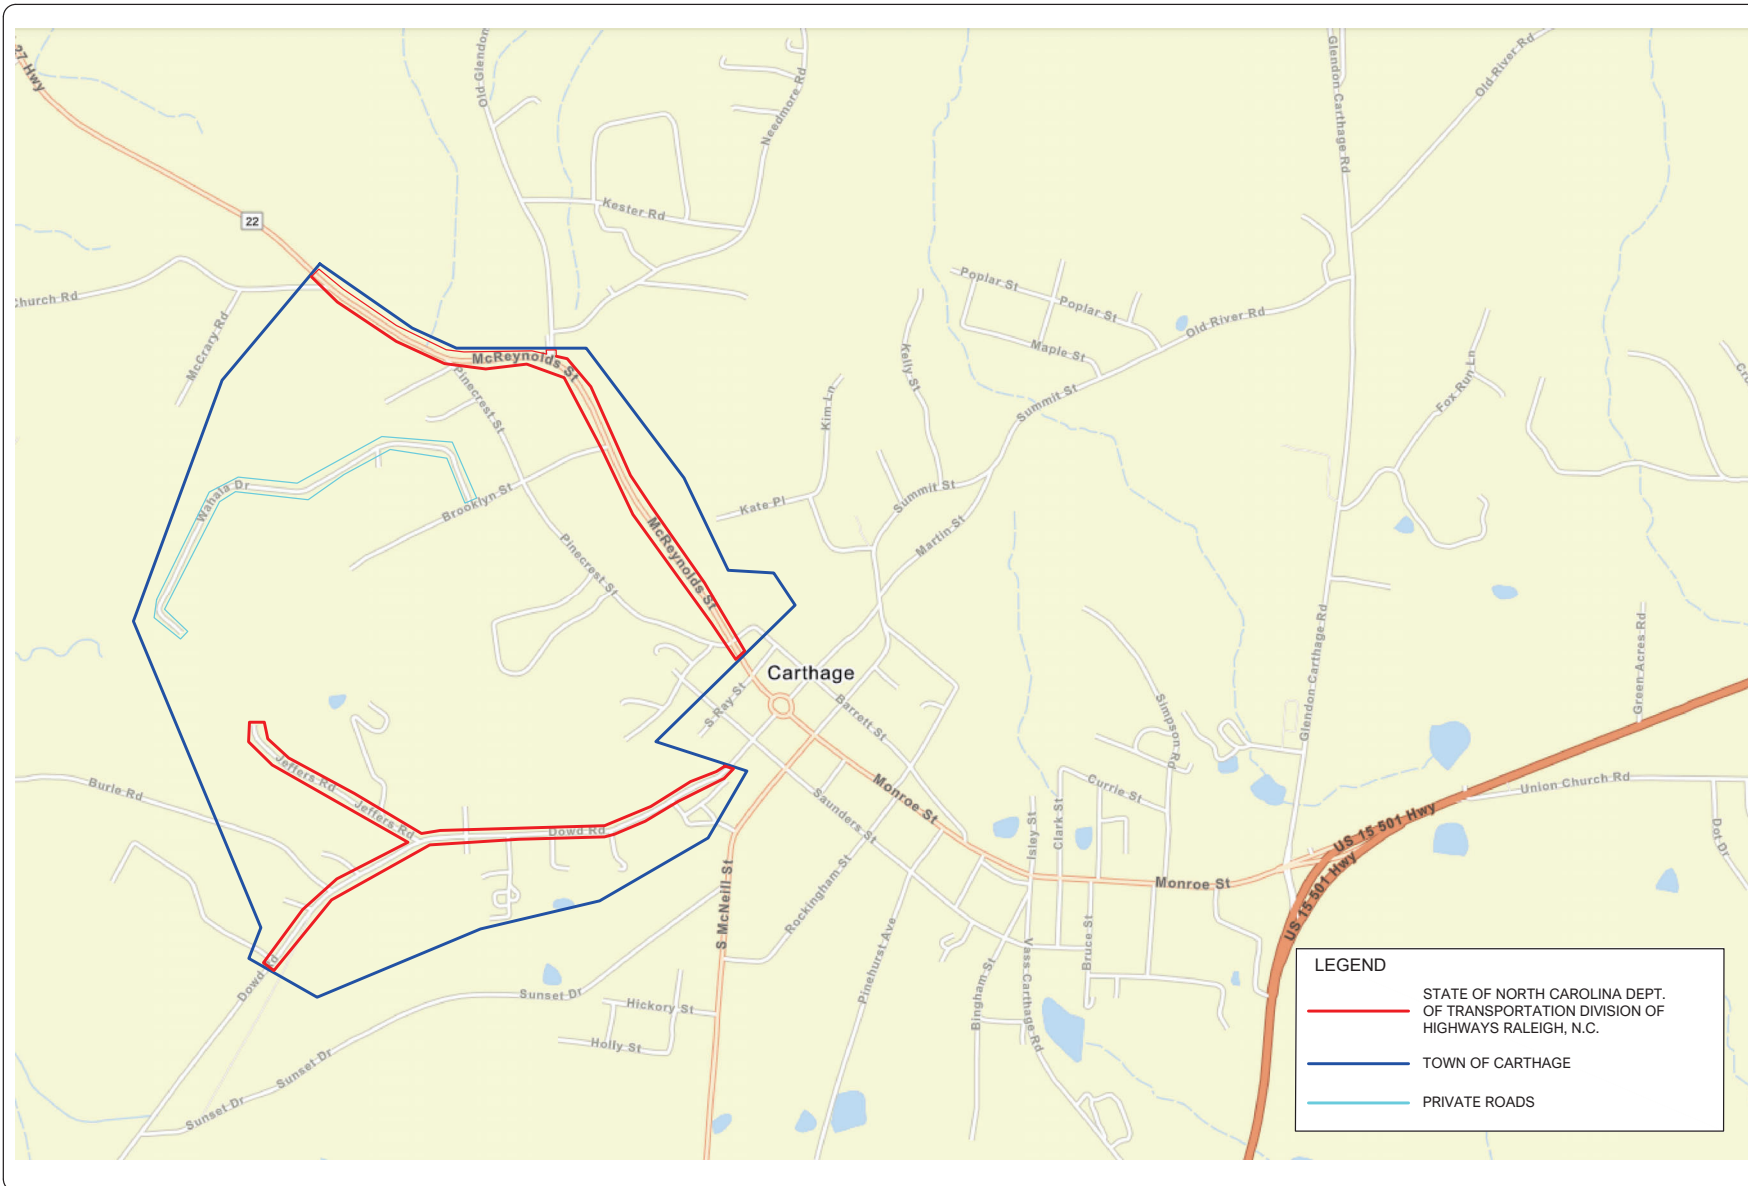 27 Hwy
Old Glendon
Needmore Rd
Glendon Carthage Rd
Old River Rd
Kester Rd
22
Church Rd
McCrary Rd
Poplar St
Poplar St
Maple St
Old River Rd
Kelly St
Kim Ln
Summit St
Fox Run Ln
McReynolds St
Pinecrest St
Wahala Dr
Brooklyn St
Kate Pl
Summit St
Martin St
McReynolds St
Pinecrest St
Glendon Carthage Rd
Green Acres Rd
Carthage
S Ray St
Barrett St
Simpson Rd
Jeffers Rd
Jeffers Rd
Burle Rd
Dowd Rd
Monroe St
Saunders St
Currie St
Clark St
Isley St
Union Church Rd
US 15 501 Hwy
US 15 501 Hwy
Dot Dr
Monroe St
S McNeill St
Rockingham St
Pinehurst Ave
Bruce St
Vass Carthage Rd
Bingham St
Dowd Rd
Sunset Dr
Hickory St
Holly St
Sunset Dr
Sunset Dr
LEGEND
STATE OF NORTH CAROLINA DEPT.
OF TRANSPORTATION DIVISION OF
HIGHWAYS RALEIGH, N.C.
TOWN OF CARTHAGE
PRIVATE ROADS